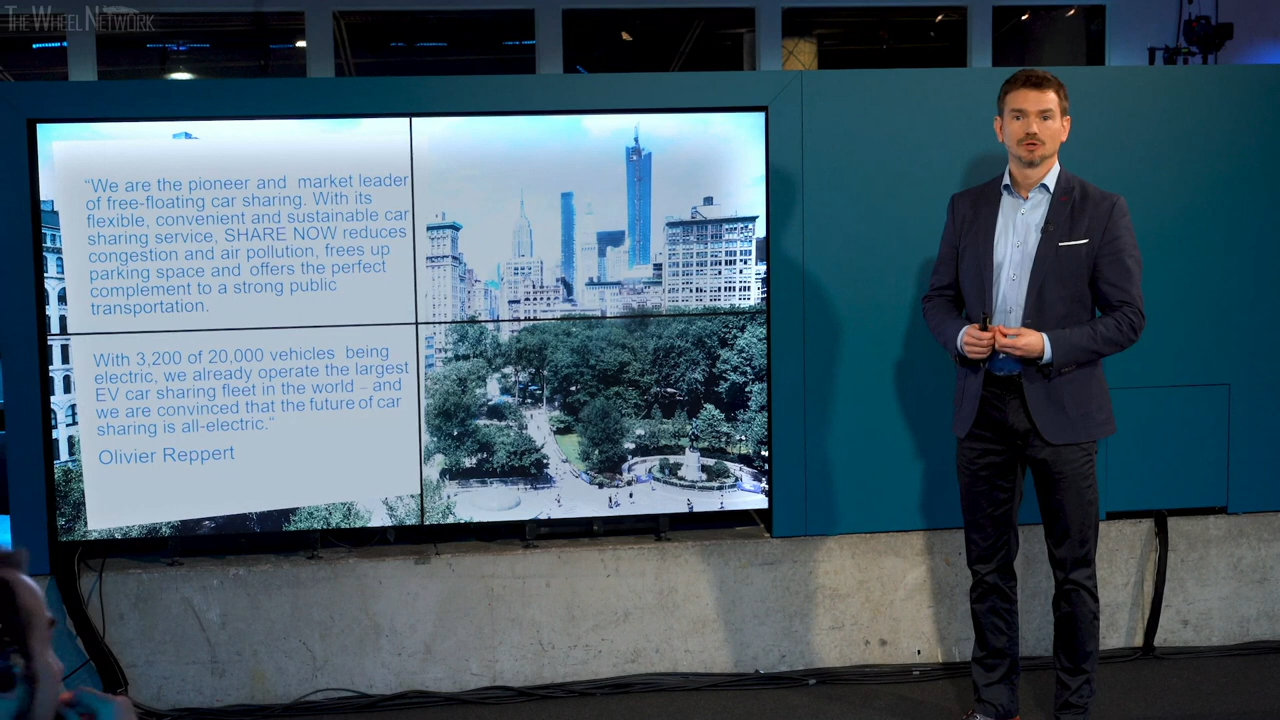 THE WHEEL NETWORK
“We are the pioneer and market leader
of free-floating car sharing. With its
flexible, convenient and sustainable car
sharing service, SHARE NOW reduces
congestion and air pollution, frees up
parking space and offers the perfect
complement to a strong public
transportation.
With 3,200 of 20,000 vehicles being
electric, we already operate the largest
EV car sharing fleet in the world – and
we are convinced that the future of car
sharing is all-electric.“
Olivier Reppert